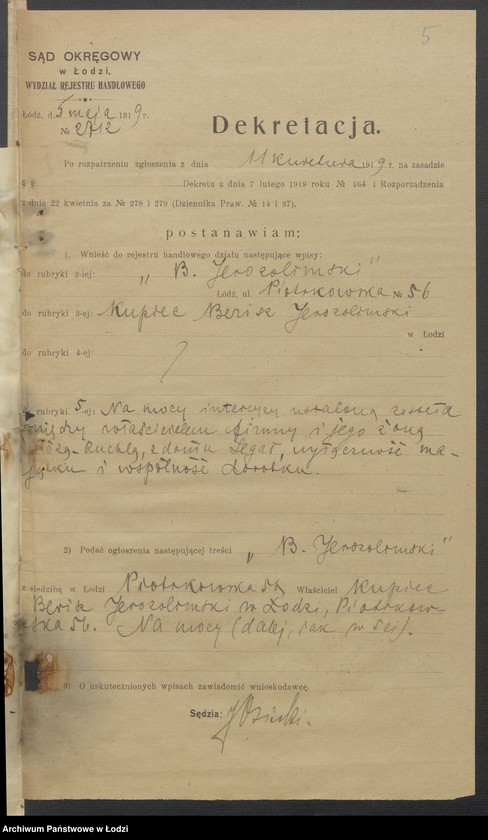 5
SĄD OKRĘGOWY
w Łodzi.
WYDZIAŁ REJESTRU HANDLOWEGO
Łódź, d. 5 maja 1919 r.
№ 2712
Dekretacja.
Po rozpatrzeniu zgłoszenia z dnia 11 kwietnia 1919 r. na zasadzie
§ § Dekretu z dnia 7 lutego 1919 roku № 164 i Rozporządzenia
z dnia 22 kwietnia za № 278 i 279 (Dziennika Praw. № 14 i 37),
postanawiam:
1. Wnieść do rejestru handlowego działu następujące wpisy:
do rubryki 2-ej: „B. Jerozolimski"
Łódź, ul. Piotrkowska № 56
do rubryki 3-ej: Kupiec Berisz Jerozolimski
w Łodzi
do rubryki 4-ej:
rubryki 5-ej: Na mocy intercyzy ustaloną została
między właścicielem firmy i jego żoną
Ruchlą, z domu Segał, wyłączność ma-
jątku i wspólność dorobku.
2) Podać ogłoszenia następującej treści „B. Jerozolimski"
z siedzibą w Łodzi Piotrkowska 56, Właściciel Kupiec
Berisz Jerozolimski w Łodzi, Piotrkow-
ska 56. Na mocy (dalej, jak w 5ej).
3) O uskutecznionych wpisach zawiadomić wnioskodawcę.
Sędzia:
Archiwum Państwowe w Łodzi